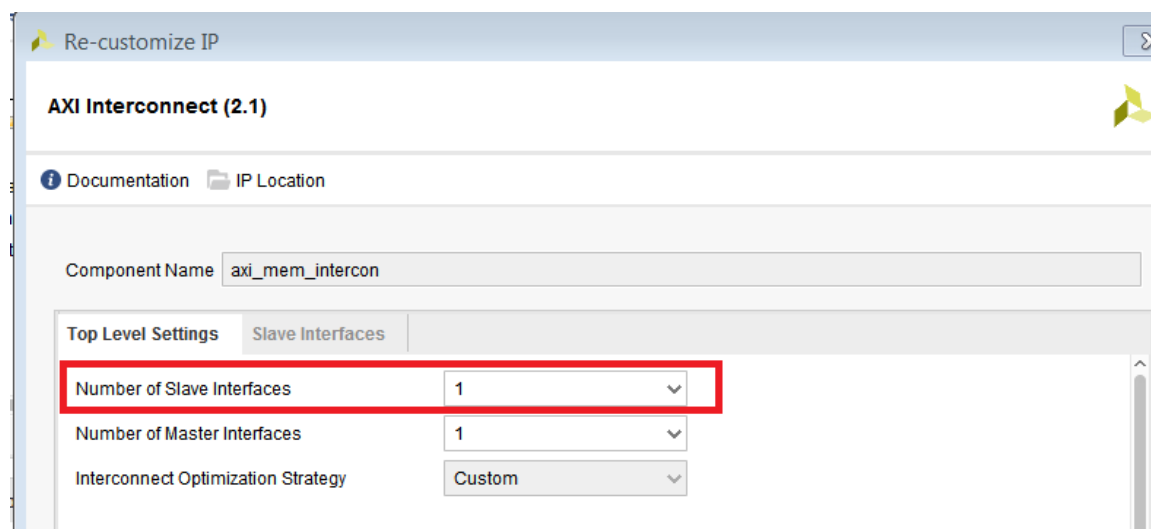 Re-customize IP
AXI Interconnect (2.1)
Documentation IP Location
Component Name axi_mem_intercon
Top Level Settings Slave Interfaces
Number of Slave Interfaces 1
Number of Master Interfaces 1
Interconnect Optimization Strategy Custom